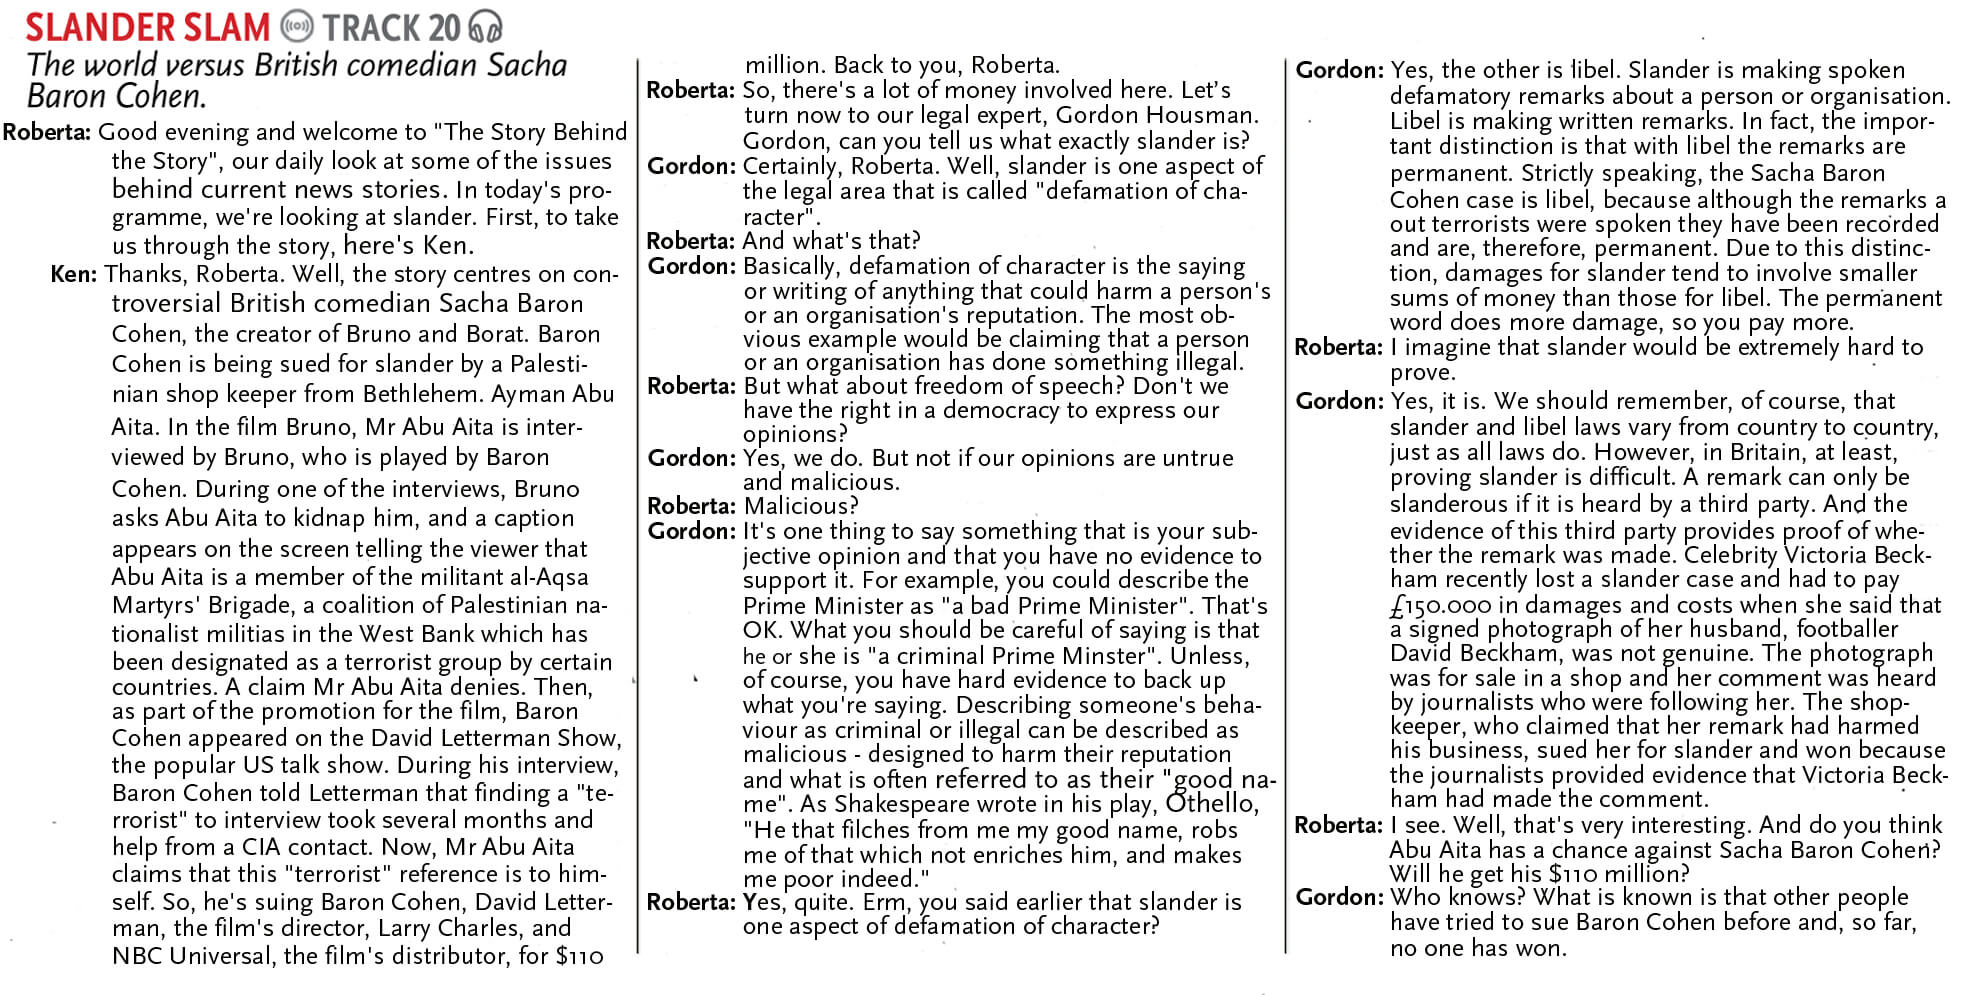 SLANDER SLAM TRACK 20
The world versus British comedian Sacha
Baron Cohen.
Roberta: Good evening and welcome to "The Story Behind
the Story", our daily look at some of the issues
behind current news stories. In today's pro-
gramme, we're looking at slander. First, to take
us through the story, here's Ken.
Ken: Thanks, Roberta. Well, the story centres on con-
troversial British comedian Sacha Baron
Cohen, the creator of Bruno and Borat. Baron
Cohen is being sued for slander by a Palesti-
nian shop keeper from Bethlehem. Ayman Abu
Aita. In the film Bruno, Mr Abu Aita is inter-
viewed by Bruno, who is played by Baron
Cohen. During one of the interviews, Bruno
asks Abu Aita to kidnap him, and a caption
appears on the screen telling the viewer that
Abu Aita is a member of the militant al-Aqsa
Martyrs' Brigade, a coalition of Palestinian na-
tionalist militias in the West Bank which has
been designated as a terrorist group by certain
countries. A claim Mr Abu Aita denies. Then,
as part of the promotion for the film, Baron
Cohen appeared on the David Letterman Show,
the popular US talk show. During his interview,
Baron Cohen told Letterman that finding a "te-
rrorist" to interview took several months and
help from a CIA contact. Now, Mr Abu Aita
claims that this "terrorist" reference is to him-
self. So, he's suing Baron Cohen, David Letter-
man, the film's director, Larry Charles, and
NBC Universal, the film's distributor, for $110
million. Back to you, Roberta.
Roberta: So, there's a lot of money involved here. Let's
turn now to our legal expert, Gordon Housman.
Gordon, can you tell us what exactly slander is?
Gordon: Certainly, Roberta. Well, slander is one aspect of
the legal area that is called "defamation of cha-
racter".
Roberta: And what's that?
Gordon: Basically, defamation of character is the saying
or writing of anything that could harm a person's
or an organisation's reputation. The most ob-
vious example would be claiming that a person
or an organisation has done something illegal.
Roberta: But what about freedom of speech? Don't we
have the right in a democracy to express our
opinions?
Gordon: Yes, we do. But not if our opinions are untrue
and malicious.
Roberta: Malicious?
Gordon: It's one thing to say something that is your sub-
jective opinion and that you have no evidence to
support it. For example, you could describe the
Prime Minister as "a bad Prime Minister". That's
OK. What you should be careful of saying is that
he or she is "a criminal Prime Minster". Unless,
of course, you have hard evidence to back up
what you're saying. Describing someone's beha-
viour as criminal or illegal can be described as
malicious - designed to harm their reputation
and what is often referred to as their "good na-
me". As Shakespeare wrote in his play, Othello,
"He that filches from me my good name, robs
me of that which not enriches him, and makes
me poor indeed."
Roberta: Yes, quite. Erm, you said earlier that slander is
one aspect of defamation of character?
Gordon: Yes, the other is libel. Slander is making spoken
defamatory remarks about a person or organisation.
Libel is making written remarks. In fact, the impor-
tant distinction is that with libel the remarks are
permanent. Strictly speaking, the Sacha Baron
Cohen case is libel, because although the remarks a
out terrorists were spoken they have been recorded
and are, therefore, permanent. Due to this distinc-
tion, damages for slander tend to involve smaller
sums of money than those for libel. The permanent
word does more damage, so you pay more.
Roberta: I imagine that slander would be extremely hard to
prove.
Gordon: Yes, it is. We should remember, of course, that
slander and libel laws vary from country to country,
just as all laws do. However, in Britain, at least,
proving slander is difficult. A remark can only be
slanderous if it is heard by a third party. And the
evidence of this third party provides proof of whe-
ther the remark was made. Celebrity Victoria Beck-
ham recently lost a slander case and had to pay
£150.000 in damages and costs when she said that
a signed photograph of her husband, footballer
David Beckham, was not genuine. The photograph
was for sale in a shop and her comment was heard
by journalists who were following her. The shop-
keeper, who claimed that her remark had harmed
his business, sued her for slander and won because
the journalists provided evidence that Victoria Beck-
ham had made the comment.
Roberta: I see. Well, that's very interesting. And do you think
Abu Aita has a chance against Sacha Baron Cohen?
Will he get his $110 million?
Gordon: Who knows? What is known is that other people
have tried to sue Baron Cohen before and, so far,
no one has won.